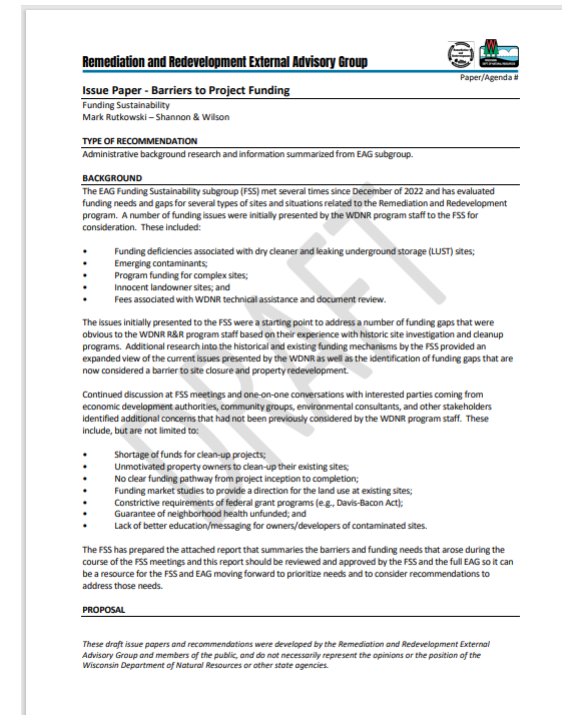 Remediation and Redevelopment External Advisory Group
Paper/Agenda #
Issue Paper - Barriers to Project Funding
Funding Sustainability
Mark Rutkowski – Shannon & Wilson
TYPE OF RECOMMENDATION
Administrative background research and information summarized from EAG subgroup.
BACKGROUND
The EAG Funding Sustainability subgroup (FSS) met several times since December of 2022 and has evaluated
funding needs and gaps for several types of sites and situations related to the Remediation and Redevelopment
program. A number of funding issues were initially presented by the WDNR program staff to the FSS for
consideration. These included:
• Funding deficiencies associated with dry cleaner and leaking underground storage (LUST) sites;
• Emerging contaminants;
• Program funding for complex sites;
• Innocent landowner sites; and
• Fees associated with WDNR technical assistance and document review.
The issues initially presented to the FSS were a starting point to address a number of funding gaps that were
obvious to the WDNR R&R program staff based on their experience with historic site investigation and cleanup
programs. Additional research into the historical and existing funding mechanisms by the FSS provided an
expanded view of the current issues presented by the WDNR as well as the identification of funding gaps that are
now considered a barrier to site closure and property redevelopment.
Continued discussion at FSS meetings and one-on-one conversations with interested parties coming from
economic development authorities, community groups, environmental consultants, and other stakeholders
identified additional concerns that had not been previously considered by the WDNR program staff. These
include, but are not limited to:
• Shortage of funds for clean-up projects;
• Unmotivated property owners to clean-up their existing sites;
• No clear funding pathway from project inception to completion;
• Funding market studies to provide a direction for the land use at existing sites;
• Constrictive requirements of federal grant programs (e.g., Davis-Bacon Act);
• Guarantee of neighborhood health unfunded; and
• Lack of better education/messaging for owners/developers of contaminated sites.
The FSS has prepared the attached report that summaries the barriers and funding needs that arose during the
course of the FSS meetings and this report should be reviewed and approved by the FSS and the full EAG so it can
be a resource for the FSS and EAG moving forward to prioritize needs and to consider recommendations to
address those needs.
PROPOSAL
These draft issue papers and recommendations were developed by the Remediation and Redevelopment External
Advisory Group and members of the public, and do not necessarily represent the opinions or the position of the
Wisconsin Department of Natural Resources or other state agencies.
DRAFT